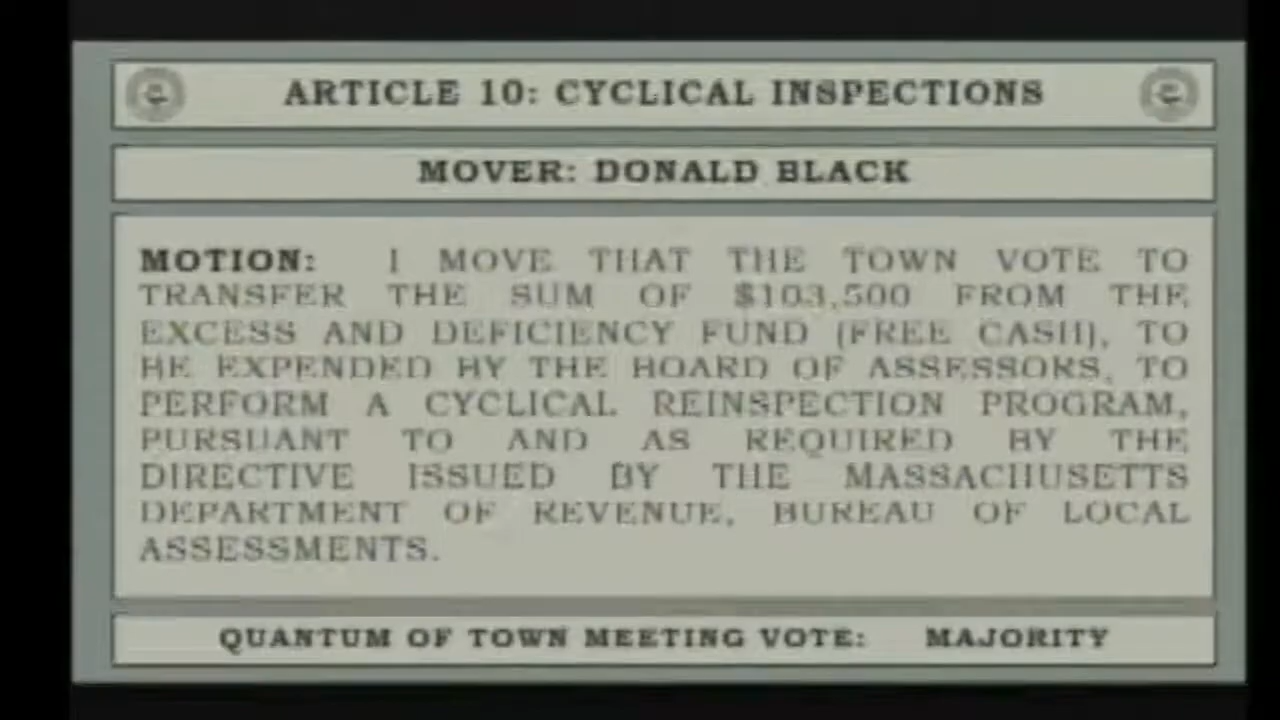 ARTICLE 10: CYCLICAL INSPECTIONS
MOVER: DONALD BLACK
MOTION: I MOVE THAT THE TOWN VOTE TO
TRANSFER THE SUM OF $103,500 FROM THE
EXCESS AND DEFICIENCY FUND (FREE CASH), TO
BE EXPENDED BY THE BOARD OF ASSESSORS, TO
PERFORM A CYCLICAL REINSPECTION PROGRAM,
PURSUANT TO AND AS REQUIRED BY THE
DIRECTIVE ISSUED BY THE MASSACHUSETTS
DEPARTMENT OF REVENUE, BUREAU OF LOCAL
ASSESSMENTS.
QUANTUM OF TOWN MEETING VOTE: MAJORITY